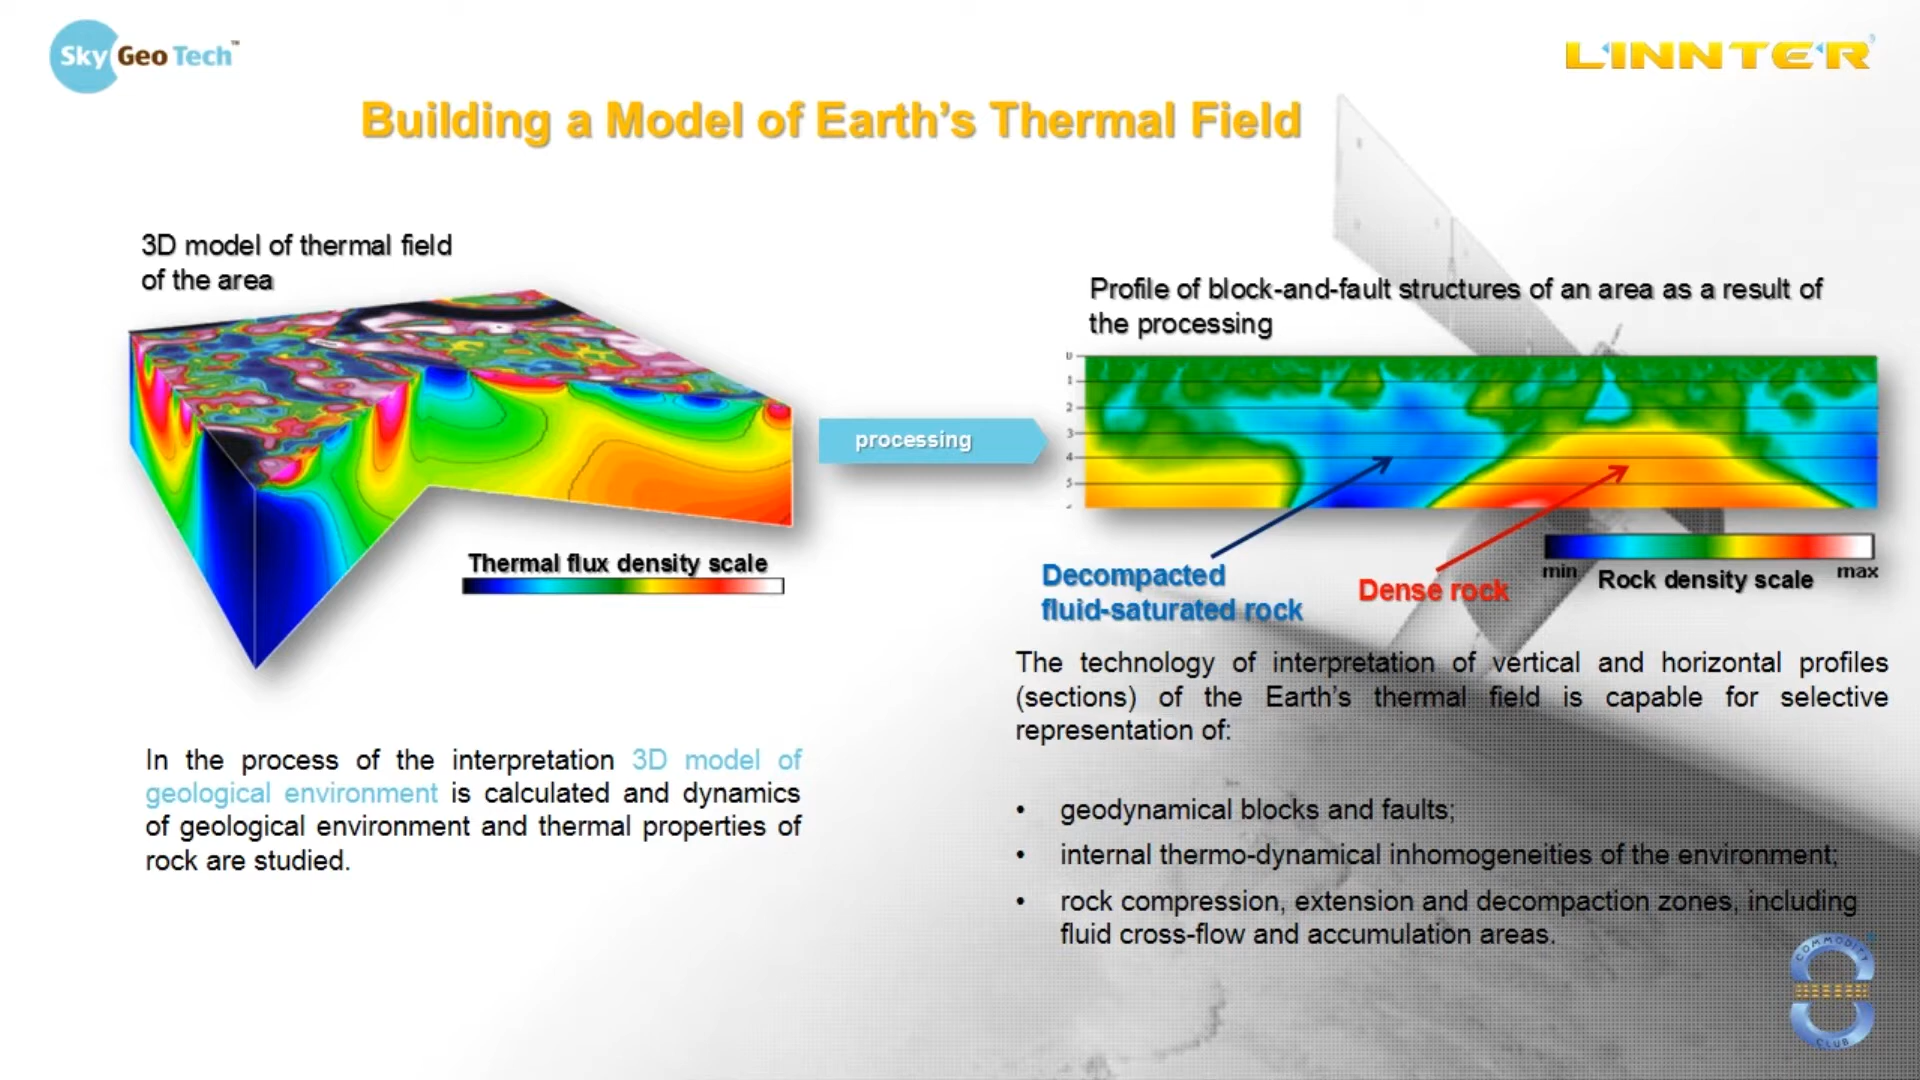 Sky Geo Tech™
LINNTER
Building a Model of Earth’s Thermal Field
3D model of thermal field
of the area
Thermal flux density scale
In the process of the interpretation 3D model of
geological environment is calculated and dynamics
of geological environment and thermal properties of
rock are studied.
processing
Profile of block-and-fault structures of an area as a result of
the processing
0
1
2
3
4
5
Decompacted
fluid-saturated rock
Dense rock
min Rock density scale max
The technology of interpretation of vertical and horizontal profiles
(sections) of the Earth’s thermal field is capable for selective
representation of:
• geodynamical blocks and faults;
• internal thermo-dynamical inhomogeneities of the environment;
• rock compression, extension and decompaction zones, including
fluid cross-flow and accumulation areas.
COMMODITY
CLUB